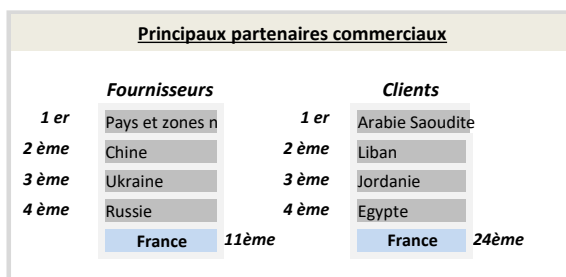 Principaux partenaires commerciaux
Fournisseurs Clients
1 er Pays et zones n 1 er Arabie Saoudite
2 ème Chine 2 ème Liban
3 ème Ukraine 3 ème Jordanie
4 ème Russie 4 ème Egypte
France 11ème France 24ème